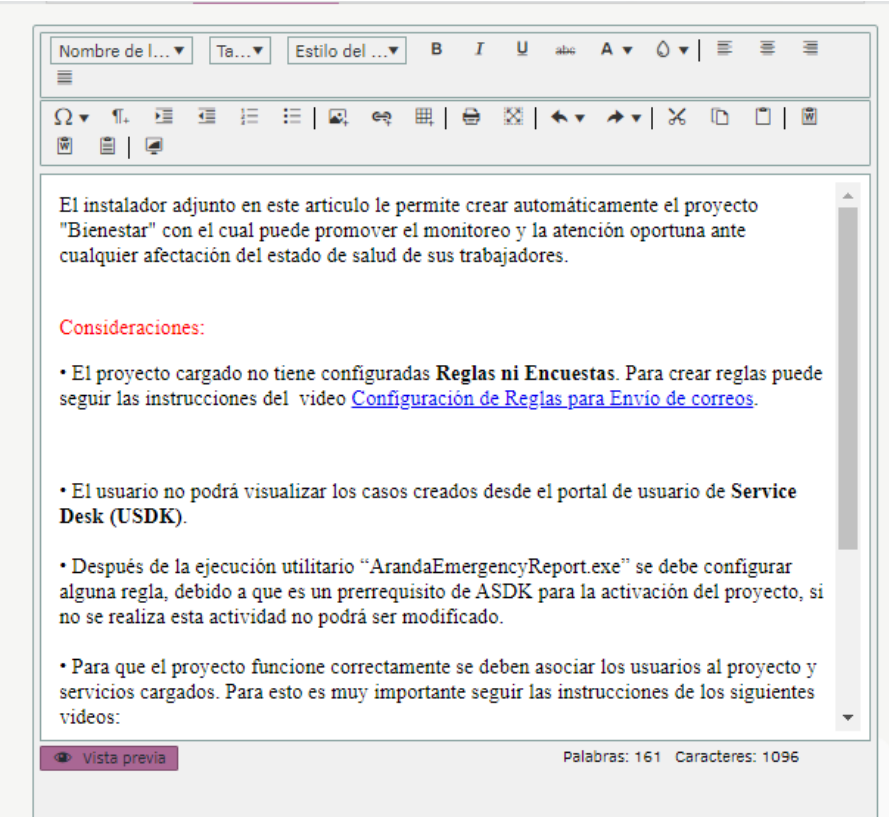 Nombre de l... Ta... Estilo del ... B I U abc A
Ω ¶
El instalador adjunto en este articulo le permite crear automáticamente el proyecto
"Bienestar" con el cual puede promover el monitoreo y la atención oportuna ante
cualquier afectación del estado de salud de sus trabajadores.
Consideraciones:
• El proyecto cargado no tiene configuradas Reglas ni Encuestas. Para crear reglas puede
seguir las instrucciones del video Configuración de Reglas para Envío de correos.
• El usuario no podrá visualizar los casos creados desde el portal de usuario de Service
Desk (USDK).
• Después de la ejecución utilitario “ArandaEmergencyReport.exe” se debe configurar
alguna regla, debido a que es un prerrequisito de ASDK para la activación del proyecto, si
no se realiza esta actividad no podrá ser modificado.
• Para que el proyecto funcione correctamente se deben asociar los usuarios al proyecto y
servicios cargados. Para esto es muy importante seguir las instrucciones de los siguientes
videos:
Vista previa Palabras: 161 Caracteres: 1096